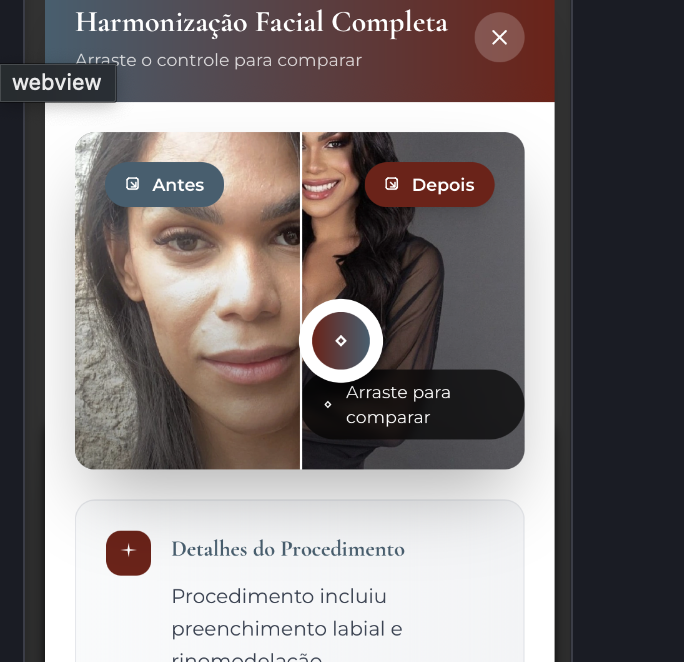 Harmonização Facial Completa
Arraste o controle para comparar
webview
Antes
Depois
Arraste para
comparar
Detalhes do Procedimento
Procedimento incluiu
preenchimento labial e
rinomodelação